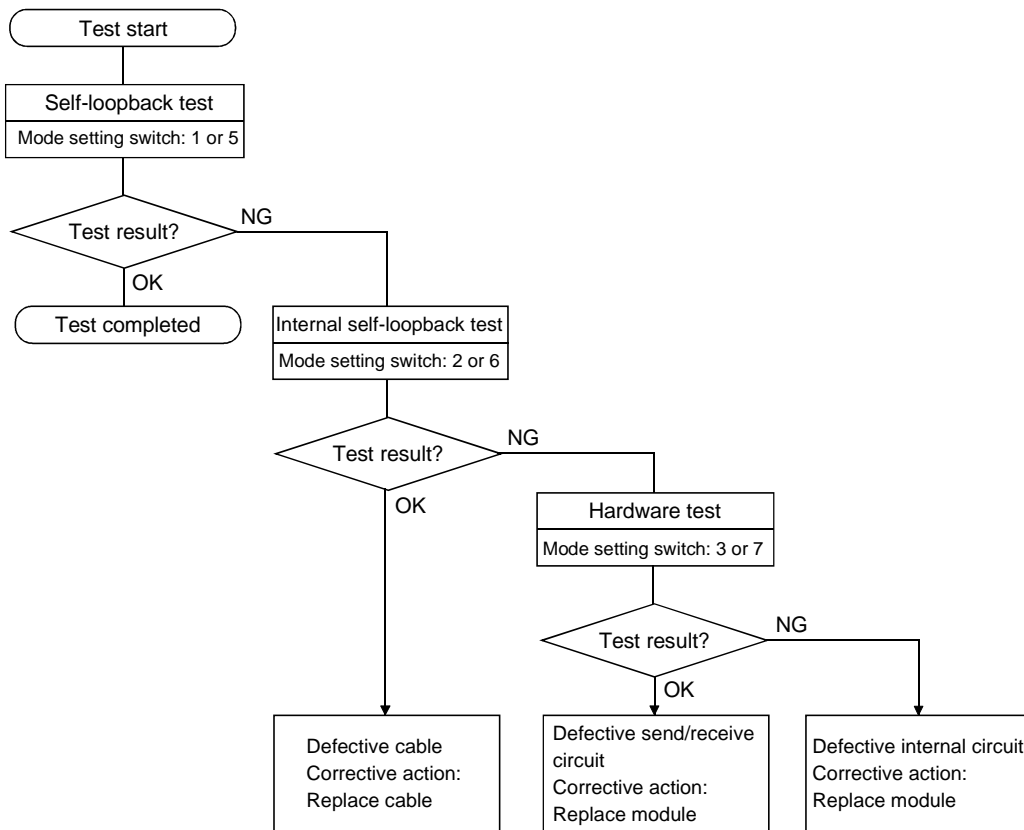 Test start
Self-loopback test
Mode setting switch: 1 or 5
Test result?
NG
OK
Test completed
Internal self-loopback test
Mode setting switch: 2 or 6
Test result?
NG
OK
Hardware test
Mode setting switch: 3 or 7
Test result?
NG
OK
Defective cable
Corrective action:
Replace cable
Defective send/receive
circuit
Corrective action:
Replace module
Defective internal circuit
Corrective action:
Replace module